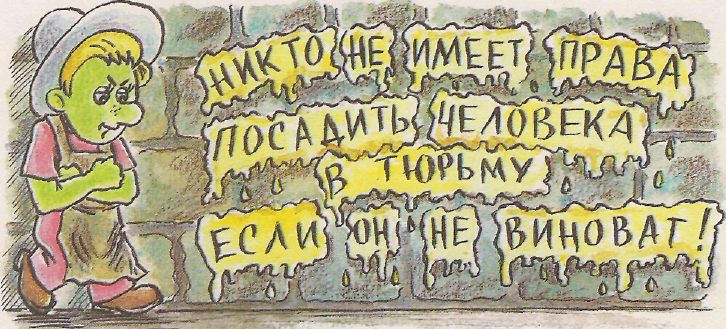 НИКТО НЕ ИМЕЕТ ПРАВА
ПОСАДИТЬ ЧЕЛОВЕКА
В ТЮРЬМУ
ЕСЛИ ОН НЕ ВИНОВАТ!